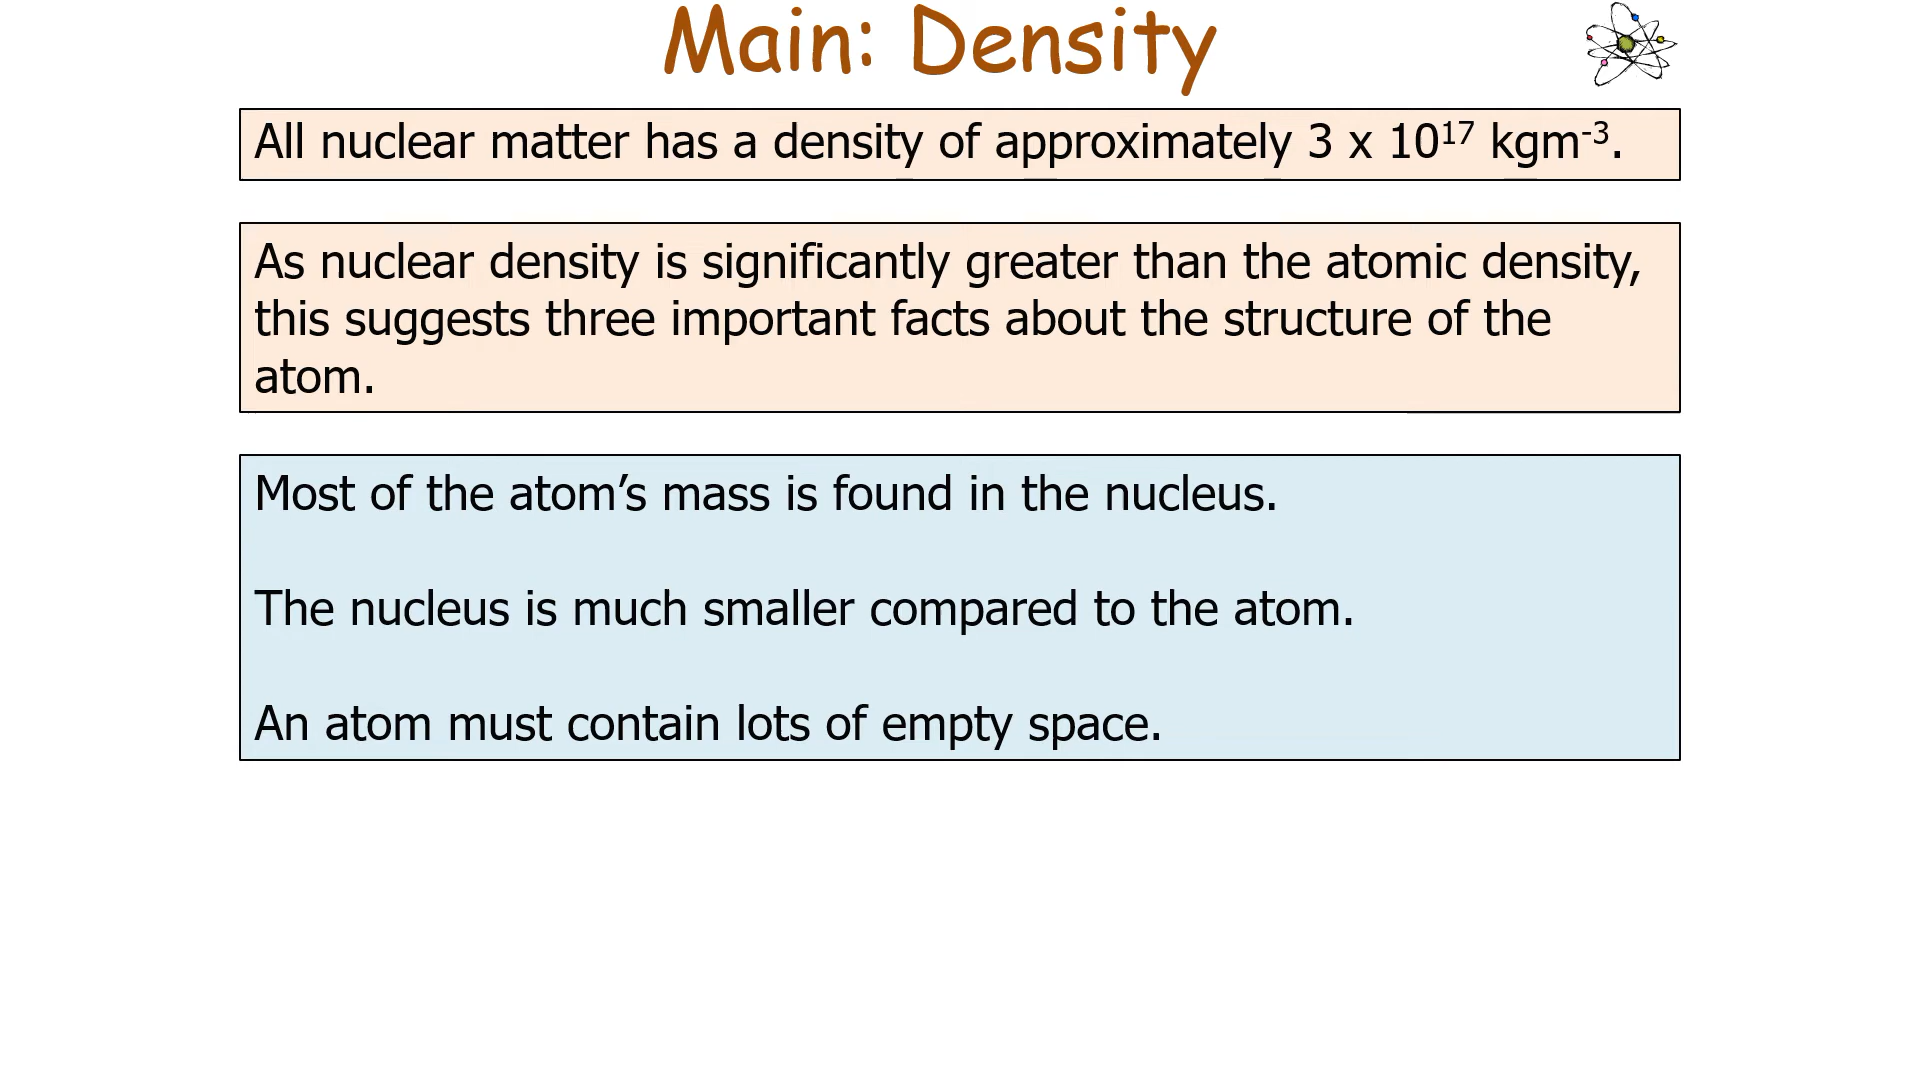 Main: Density
All nuclear matter has a density of approximately 3 x 10¹⁷ kgm⁻³.
As nuclear density is significantly greater than the atomic density,
this suggests three important facts about the structure of the
atom.
Most of the atom’s mass is found in the nucleus.
The nucleus is much smaller compared to the atom.
An atom must contain lots of empty space.